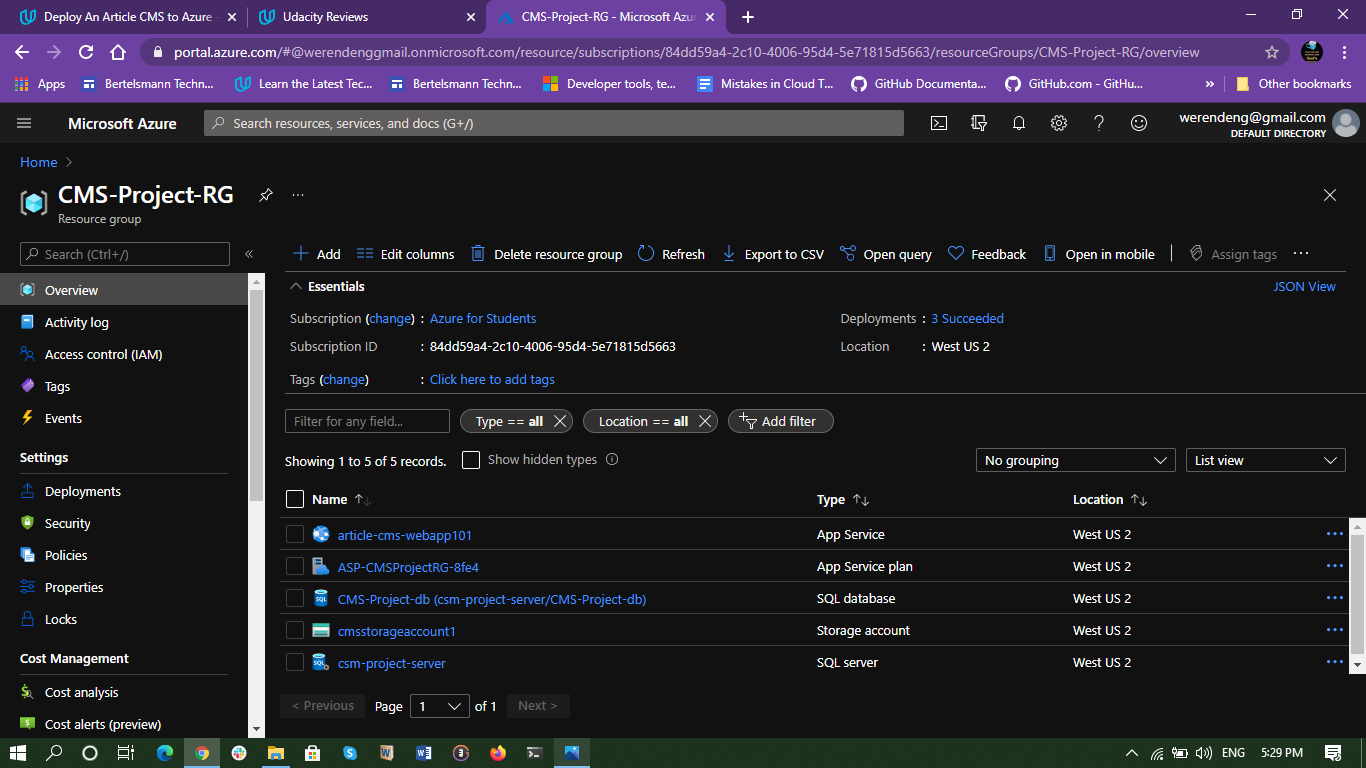 Deploy An Article CMS to Azure
Udacity Reviews
CMS-Project-RG - Microsoft Azu
portal.azure.com/#@werendenggmail.onmicrosoft.com/resource/subscriptions/84dd59a4-2c10-4006-95d4-5e71815d5663/resourceGroups/CMS-Project-RG/overview
Apps Bertelsmann Techn... Learn the Latest Tec... Bertelsmann Techn... Developer tools, te... Mistakes in Cloud T... GitHub Documenta... GitHub.com - GitHu... » Other bookmarks
Microsoft Azure
Search resources, services, and docs (G+/)
werendeng@gmail.com
DEFAULT DIRECTORY
Home >
CMS-Project-RG
...
Resource group
Search (Ctrl+/)
«
Add Edit columns Delete resource group Refresh Export to CSV Open query Feedback Open in mobile Assign tags ...
Overview
Activity log
Access control (IAM)
Tags
Events
Settings
Deployments
Security
Policies
Properties
Locks
Cost Management
Cost analysis
Cost alerts (preview)
Essentials
JSON View
Subscription (change) : Azure for Students
Deployments : 3 Succeeded
Subscription ID : 84dd59a4-2c10-4006-95d4-5e71815d5663
Location : West US 2
Tags (change) : Click here to add tags
Filter for any field... Type == all Location == all Add filter
Showing 1 to 5 of 5 records. Show hidden types
No grouping List view
Name Type Location
article-cms-webapp101 App Service West US 2 ...
ASP-CMSProjectRG-8fe4 App Service plan West US 2 ...
CMS-Project-db (csm-project-server/CMS-Project-db) SQL database West US 2 ...
cmsstorageaccount1 Storage account West US 2 ...
csm-project-server SQL server West US 2 ...
< Previous Page 1 of 1 Next >
ENG 5:29 PM